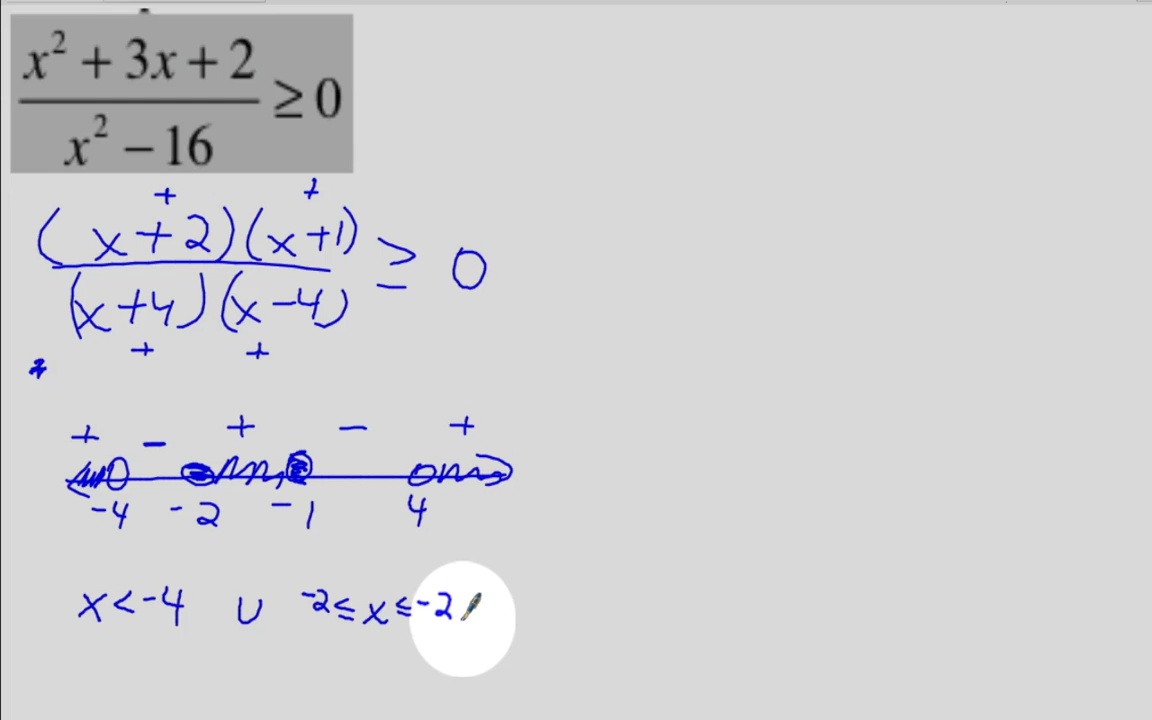 x² + 3x + 2
x² − 16
≥ 0
+ +
(x+2)(x+1)
(x+4)(x-4)
≥ 0
+ +
+ - + - +
-4 -2 -1 4
x<-4 U -2≤x≤-2